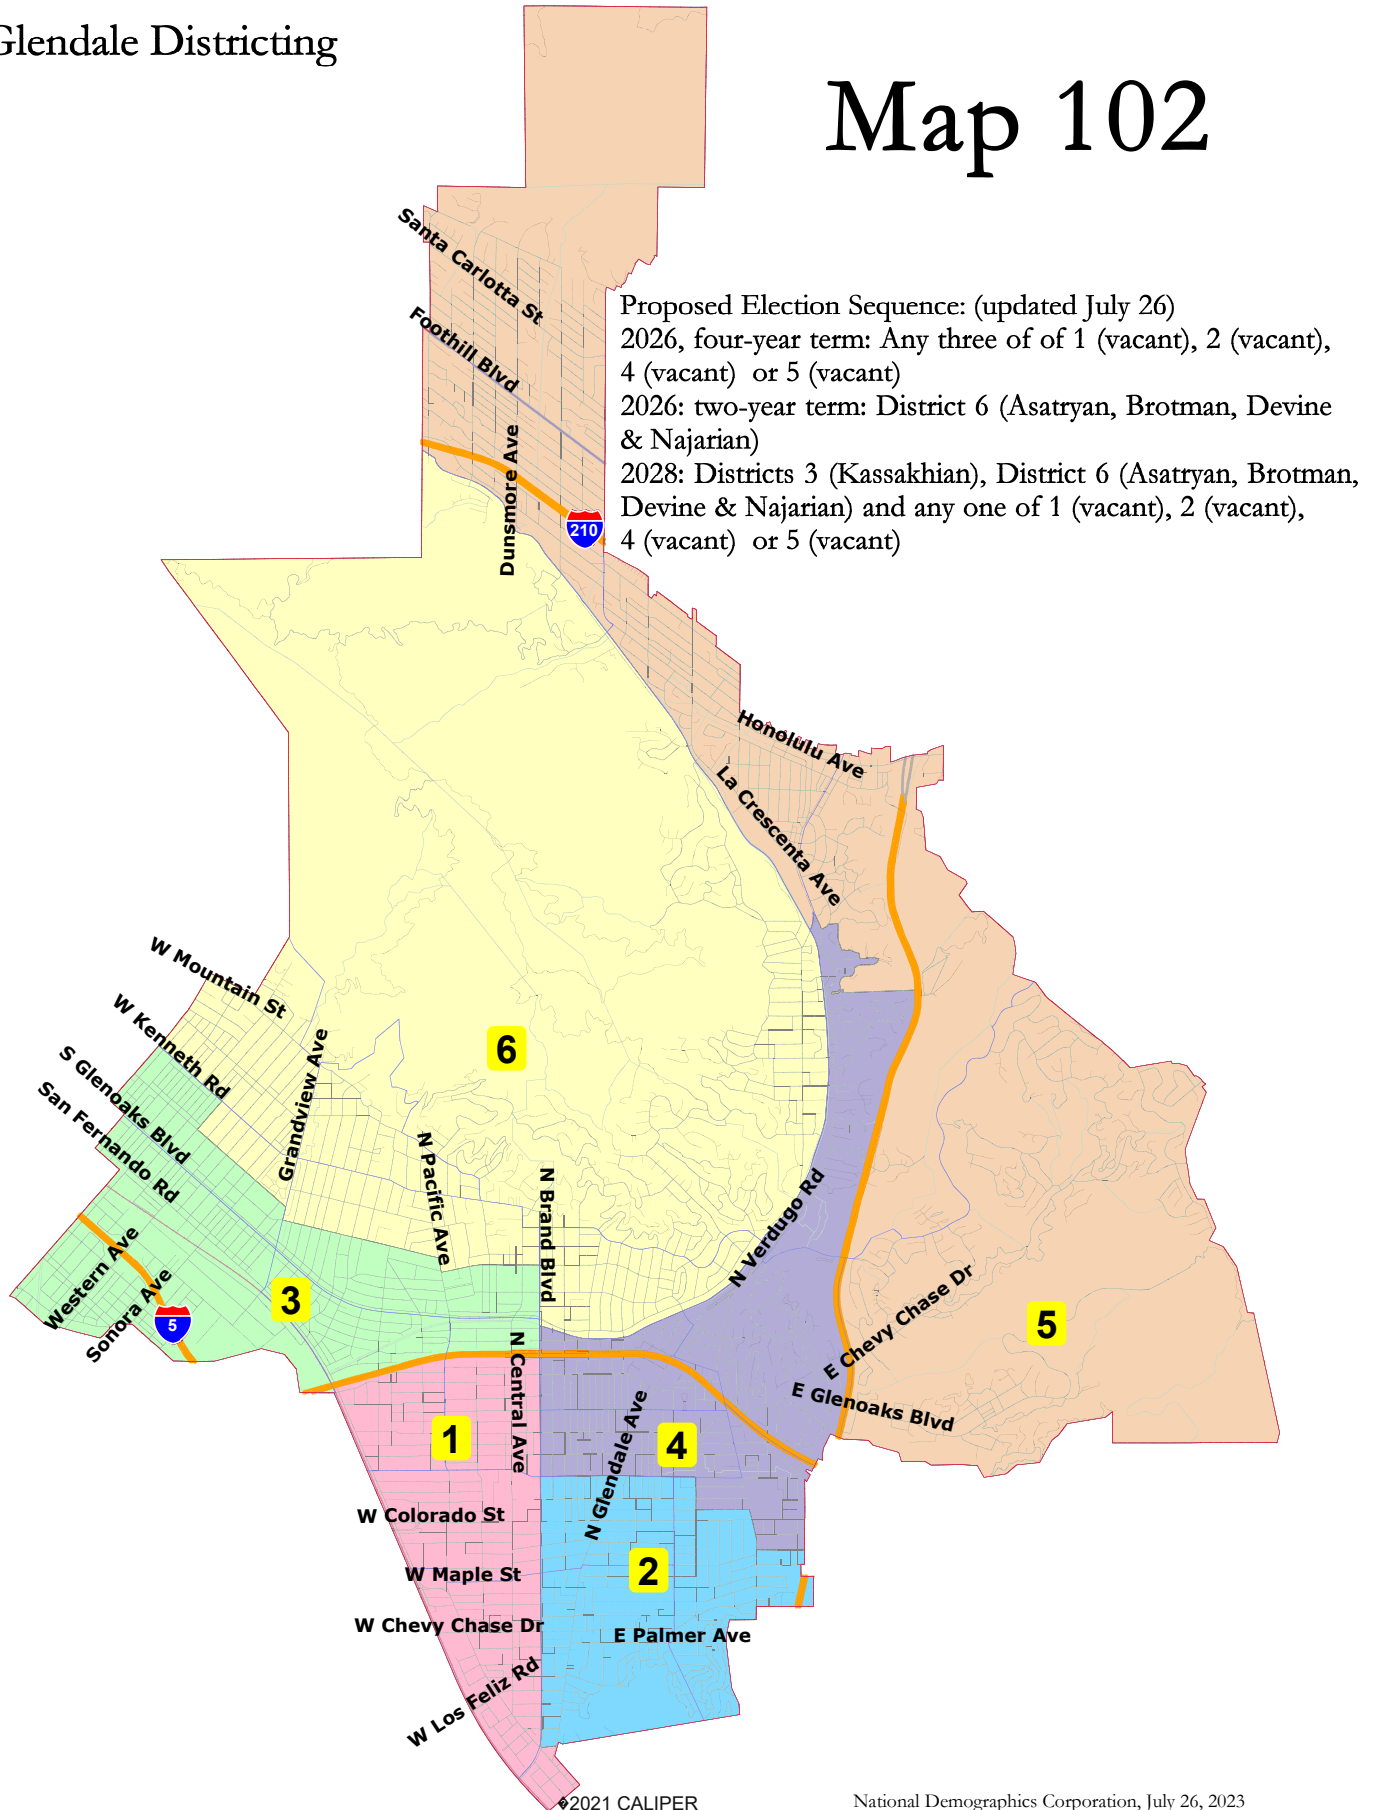 Glendale Districting
Map 102
Santa Carlotta St
Foothill Blvd
Proposed Election Sequence: (updated July 26)
2026, four-year term: Any three of of 1 (vacant), 2 (vacant),
4 (vacant) or 5 (vacant)
2026: two-year term: District 6 (Asatryan, Brotman, Devine
& Najarian)
2028: Districts 3 (Kassakhian), District 6 (Asatryan, Brotman,
Devine & Najarian) and any one of 1 (vacant), 2 (vacant),
4 (vacant) or 5 (vacant)
Dunsmore Ave
210
Honolulu Ave
La Crescenta Ave
W Mountain St
W Kenneth Rd
S Glenoaks Blvd
San Fernando Rd
Grandview Ave
6
N Pacific Ave
N Brand Blvd
N Verdugo Rd
Western Ave
Sonora Ave
5
3
E Chevy Chase Dr
5
E Glenoaks Blvd
N Central Ave
1
N Glendale Ave
4
W Colorado St
W Maple St
2
W Chevy Chase Dr
E Palmer Ave
W Los Feliz Rd
�2021 CALIPER
National Demographics Corporation, July 26, 2023